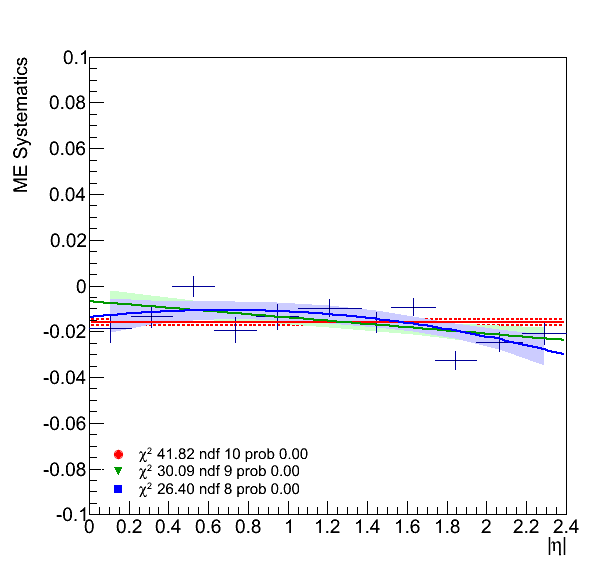 ME Systematics
0.1
0.08
0.06
0.04
0.02
0
-0.02
-0.04
-0.06
-0.08
-0.1
χ² 41.82 ndf 10 prob 0.00
χ² 30.09 ndf 9 prob 0.00
χ² 26.40 ndf 8 prob 0.00
0 0.2 0.4 0.6 0.8 1 1.2 1.4 1.6 1.8 2 2.2 2.4
|η|